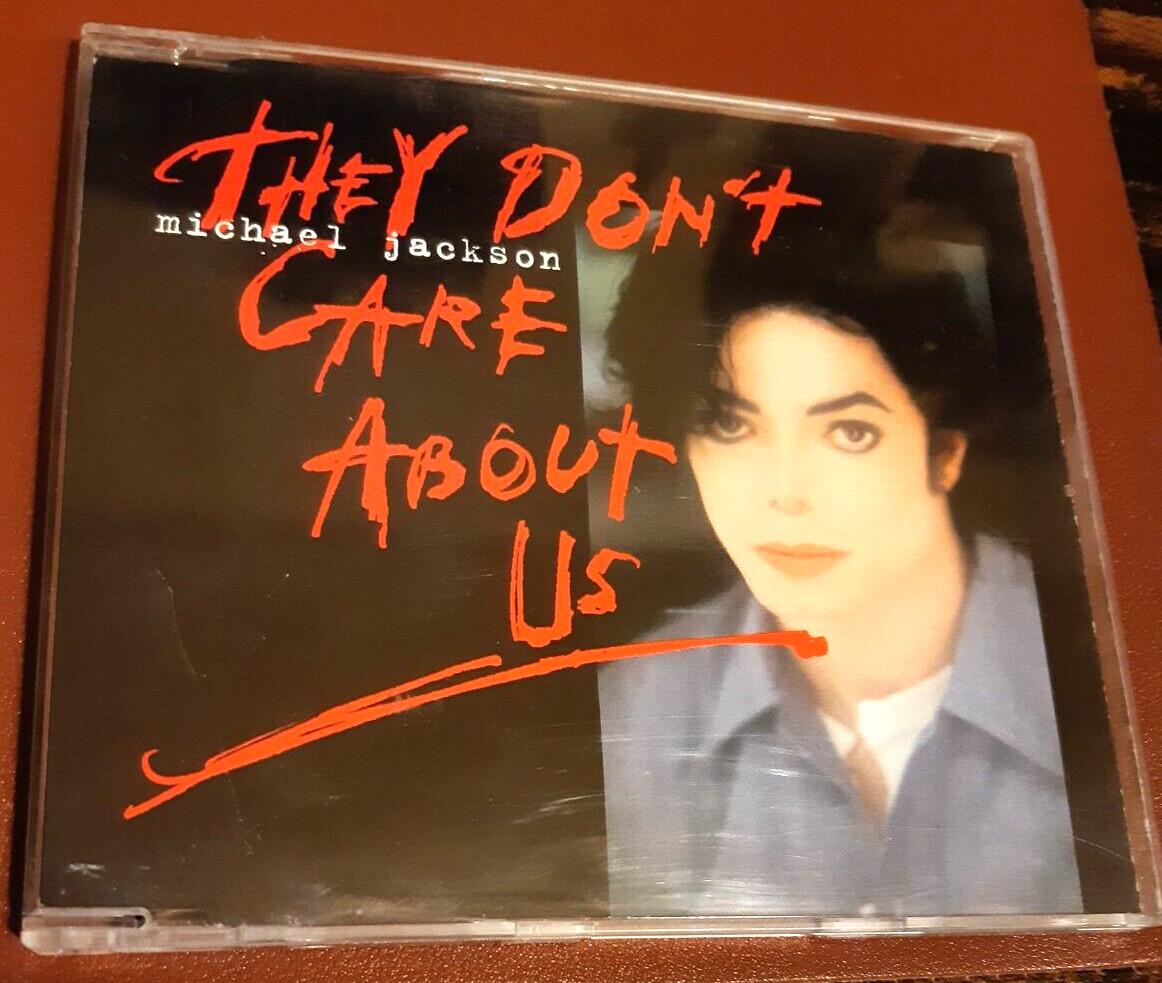 THEY DON'T
michael jackson
CARE
ABOUT
US